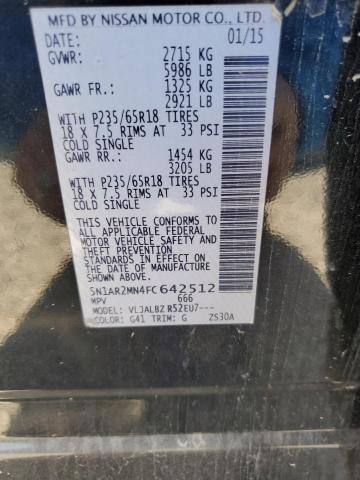 MFD BY NISSAN MOTOR CO., LTD.
DATE: 01/15
GVWR: 2715 KG
5986 LB
GAWR FR.: 1325 KG
2921 LB
WITH P235/65R18 TIRES
18 X 7.5 RIMS AT 33 PSI
COLD SINGLE
GAWR RR.: 1454 KG
3205 LB
WITH P235/65R18 TIRES
18 X 7.5 RIMS AT 33 PSI
COLD SINGLE
THIS VEHICLE CONFORMS TO
ALL APPLICABLE FEDERAL
MOTOR VEHICLE SAFETY
AND THEFT PREVENTION
STANDARDS IN EFFECT ON
THE DATE OF MANUFACTURE
SHOWN ABOVE.
5N1AR2MN4FC642512
MPV 666
MODEL: VLJALBZ R52EU7---
COLOR: G41 TRIM: G ZS30A